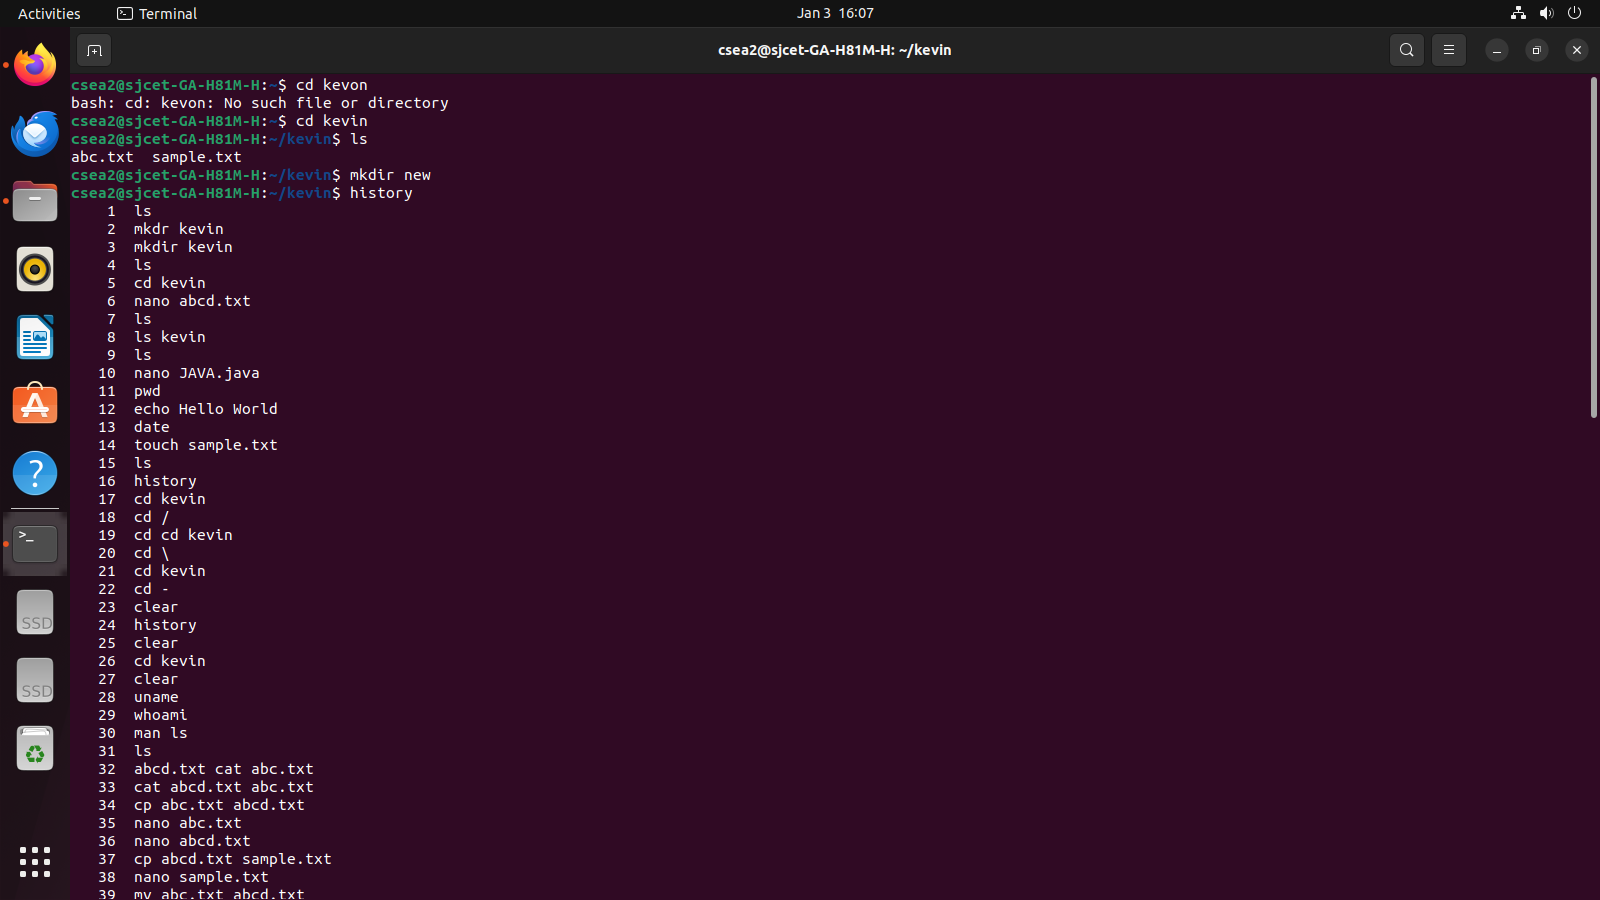 Activities
Terminal
Jan 3 16:07
csea2@sjcet-GA-H81M-H: ~/kevin
csea2@sjcet-GA-H81M-H:~$ cd kevon
bash: cd: kevon: No such file or directory
csea2@sjcet-GA-H81M-H:~$ cd kevin
csea2@sjcet-GA-H81M-H:~/kevin$ ls
abc.txt  sample.txt
csea2@sjcet-GA-H81M-H:~/kevin$ mkdir new
csea2@sjcet-GA-H81M-H:~/kevin$ history
1  ls
2  mkdr kevin
3  mkdir kevin
4  ls
5  cd kevin
6  nano abcd.txt
7  ls
8  ls kevin
9  ls
10  nano JAVA.java
11  pwd
12  echo Hello World
13  date
14  touch sample.txt
15  ls
16  history
17  cd kevin
18  cd /
19  cd cd kevin
20  cd \
21  cd kevin
22  cd -
23  clear
24  history
25  clear
26  cd kevin
27  clear
28  uname
29  whoami
30  man ls
31  ls
32  abcd.txt cat abc.txt
33  cat abcd.txt abc.txt
34  cp abc.txt abcd.txt
35  nano abc.txt
36  nano abcd.txt
37  cp abcd.txt sample.txt
38  nano sample.txt
39  mv abc.txt abcd.txt
>_
SSD
SSD